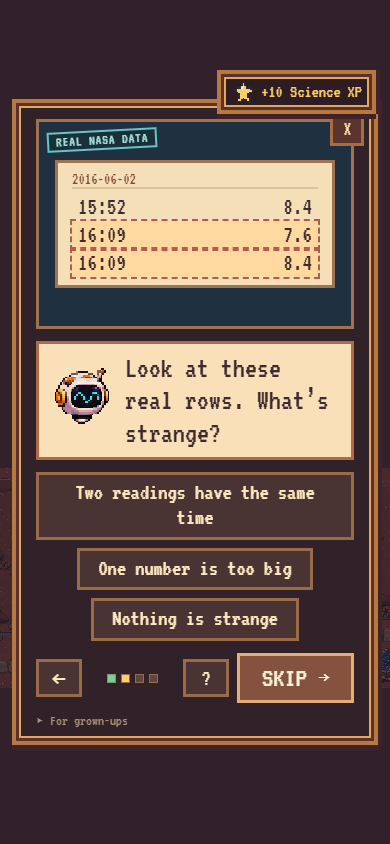 +10 Science XP
REAL NASA DATA
X
2016-06-02
15:52 8.4
16:09 7.6
16:09 8.4
Look at these
real rows. What's
strange?
Two readings have the same
time
One number is too big
Nothing is strange
← ? SKIP →
▸ For grown-ups